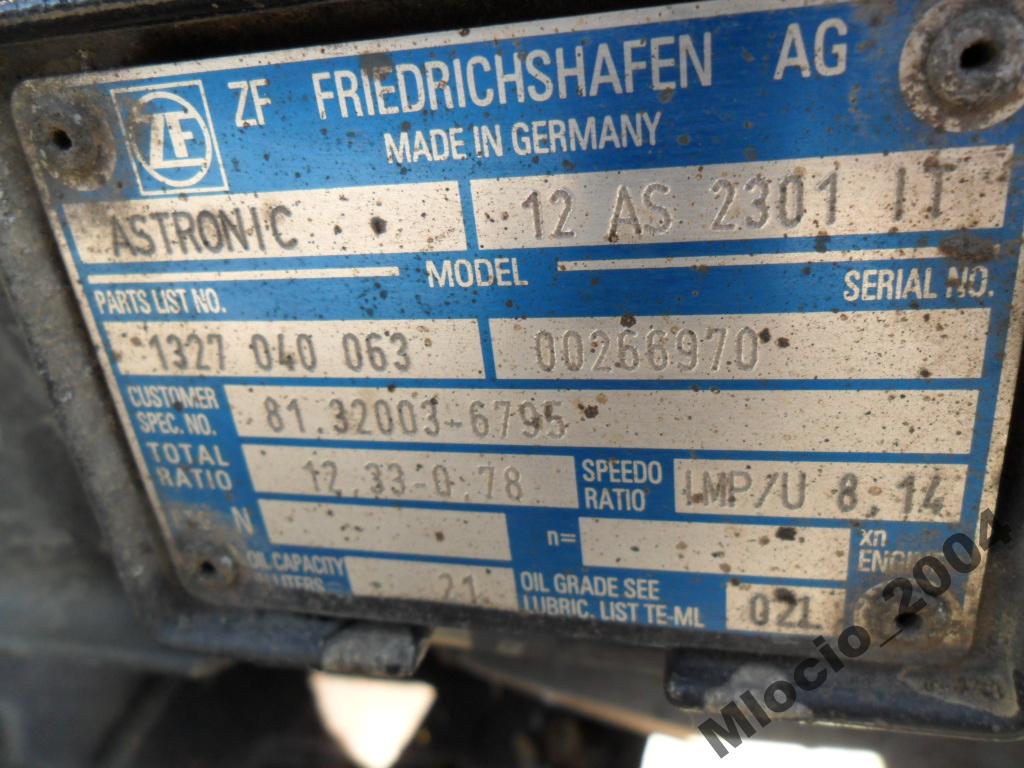 ZF ZF FRIEDRICHSHAFEN AG
MADE IN GERMANY
ASTRONIC 12 AS 2301 IT
MODEL
PARTS LIST NO. SERIAL NO.
1327 040 063 00266970
CUSTOMER SPEC. NO. 81.32003-6795
TOTAL RATIO 12,33-0,78 SPEEDO RATIO IMP/U 8,14
N n= xn
OIL CAPACITY LITERS 21 OIL GRADE SEE LUBRIC. LIST TE-ML 02L
Mlocio_2004